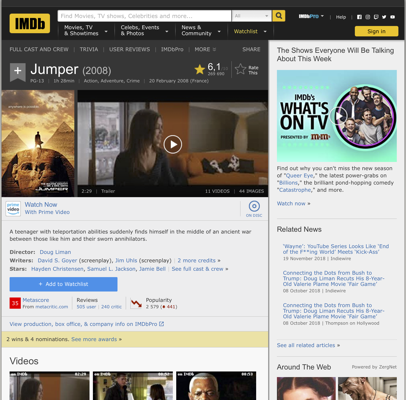 IMDb
Find Movies, TV shows, Celebrities and more...
All
IMDbPro
Help
Movies, TV
& Showtimes
Celebs, Events
& Photos
News &
Community
Watchlist
Sign in
FULL CAST AND CREW | TRIVIA | USER REVIEWS | IMDbPro | MORE
SHARE
Jumper (2008)
PG-13 | 1h 28min | Action, Adventure, Crime | 20 February 2008 (France)
6,1
Rate
This
JUMPER
2:29 | Trailer
11 VIDEOS | 44 IMAGES
prime video
Watch Now
With Prime Video
ON DISC
A teenager with teleportation abilities suddenly finds himself in the middle of an ancient war
between those like him and their sworn annihilators.
Director: Doug Liman
Writers: David S. Goyer (screenplay), Jim Uhls (screenplay) | 2 more credits »
Stars: Hayden Christensen, Samuel L. Jackson, Jamie Bell | See full cast & crew »
+ Add to Watchlist
35
Metascore
From metacritic.com
Reviews
505 user | 240 critic
Popularity
2 579
View production, box office, & company info on IMDbPro
2 wins & 4 nominations. See more awards »
Videos
The Shows Everyone Will Be Talking
About This Week
IMDb's
WHAT'S
ON TV
PRESENTED BY
Find out why you can't miss the new season
of "Queer Eye," the latest power-grabs on
"Billions," the brilliant pond-hopping comedy
"Catastrophe," and more.
Watch now »
Related News
'Wayne': YouTube Series Looks Like 'End
of the F***ing World' Meets 'Kick-Ass'
19 November 2018 | Indiewire
Connecting the Dots from Bush to
Trump: Doug Liman Recuts His 8-Year-
Old Valerie Plame Movie 'Fair Game'
08 October 2018 | Indiewire
Connecting the Dots from Bush to
Trump: Doug Liman Recuts His 8-Year-
Old Valerie Plame Movie 'Fair Game'
08 October 2018 | Thompson on Hollywood
See all related articles »
Around The Web
Powered by ZergNet